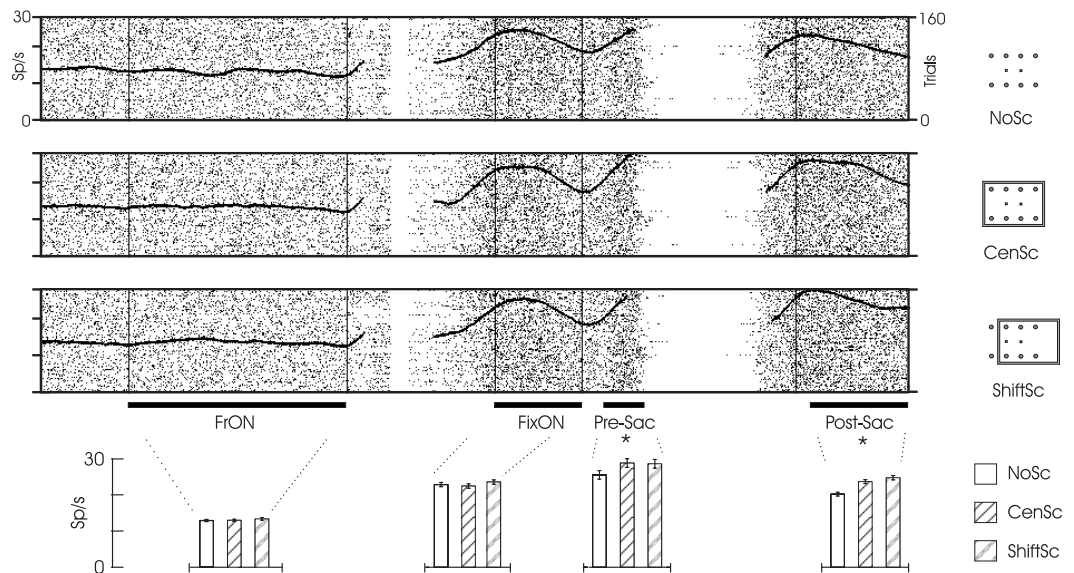 30
Sp/s
0
160
Trials
0
NoSc
CenSc
ShiftSc
FrON
FixON
Pre-Sac
Post-Sac
*
*
30
Sp/s
0
NoSc
CenSc
ShiftSc